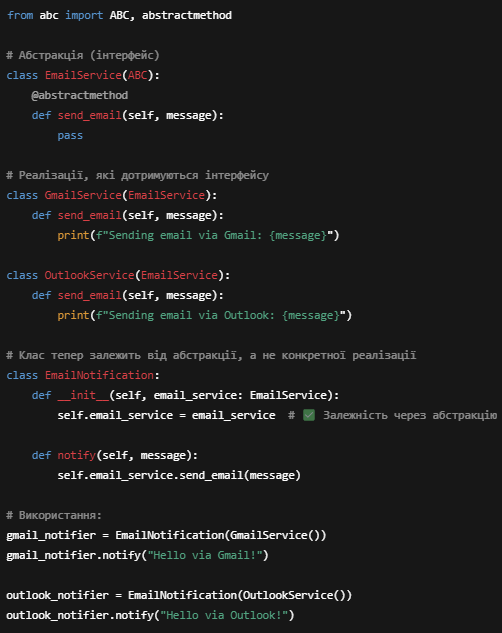 from abc import ABC, abstractmethod

# Абстракція (інтерфейс)
class EmailService(ABC):
    @abstractmethod
    def send_email(self, message):
        pass

# Реалізації, які дотримуються інтерфейсу
class GmailService(EmailService):
    def send_email(self, message):
        print(f"Sending email via Gmail: {message}")

class OutlookService(EmailService):
    def send_email(self, message):
        print(f"Sending email via Outlook: {message}")

# Клас тепер залежить від абстракції, а не конкретної реалізації
class EmailNotification:
    def __init__(self, email_service: EmailService):
        self.email_service = email_service  # ✅ Залежність через абстракцію

    def notify(self, message):
        self.email_service.send_email(message)

# Використання:
gmail_notifier = EmailNotification(GmailService())
gmail_notifier.notify("Hello via Gmail!")

outlook_notifier = EmailNotification(OutlookService())
outlook_notifier.notify("Hello via Outlook!")